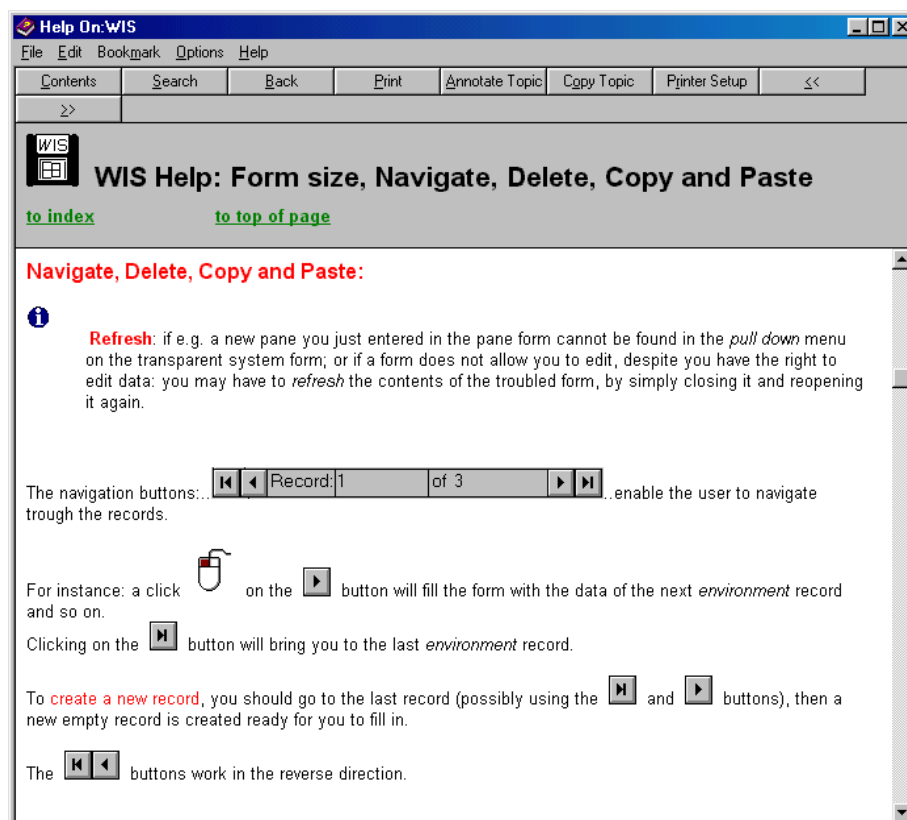 Help On:WIS
File Edit Bookmark Options Help
Contents Search Back Print Annotate Topic Copy Topic Printer Setup <<
>>
WIS
WIS Help: Form size, Navigate, Delete, Copy and Paste
to index to top of page
Navigate, Delete, Copy and Paste:
Refresh: if e.g. a new pane you just entered in the pane form cannot be found in the pull down menu
on the transparent system form; or if a form does not allow you to edit, despite you have the right to
edit data: you may have to refresh the contents of the troubled form, by simply closing it and reopening
it again.
The navigation buttons:.. Record: 1 of 3 ..enable the user to navigate
trough the records.
For instance: a click on the button will fill the form with the data of the next environment record
and so on.
Clicking on the button will bring you to the last environment record.
To create a new record, you should go to the last record (possibly using the and buttons), then a
new empty record is created ready for you to fill in.
The buttons work in the reverse direction.